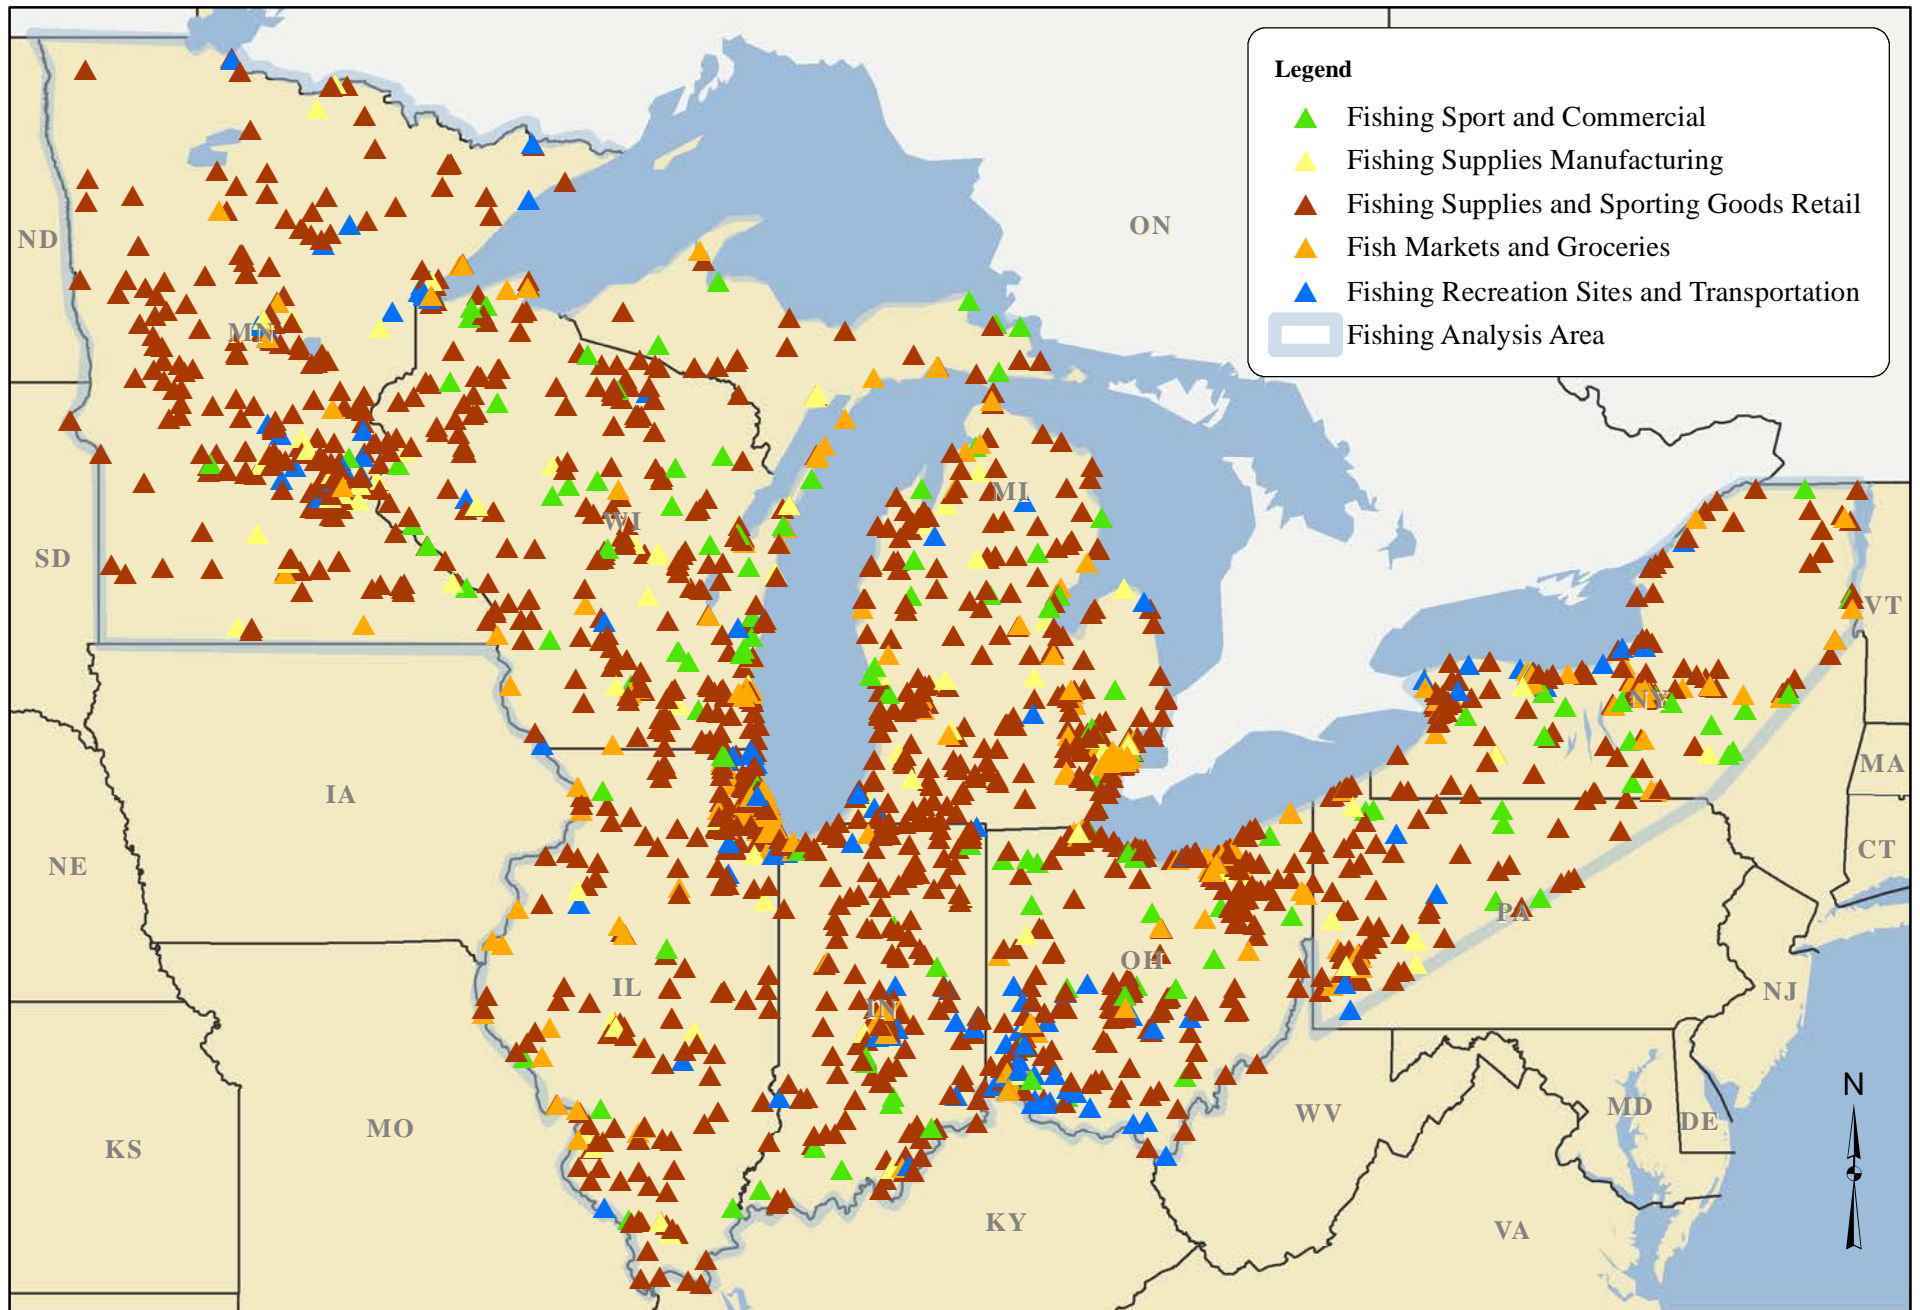 Legend
Fishing Sport and Commercial
Fishing Supplies Manufacturing
Fishing Supplies and Sporting Goods Retail
Fish Markets and Groceries
Fishing Recreation Sites and Transportation
Fishing Analysis Area
ON
ND
MN
MI
WI
SD
VT
NY
MA
IA
CT
NE
PA
OH
IL
NJ
IN
N
MO
WV
MD
DE
KS
KY
VA